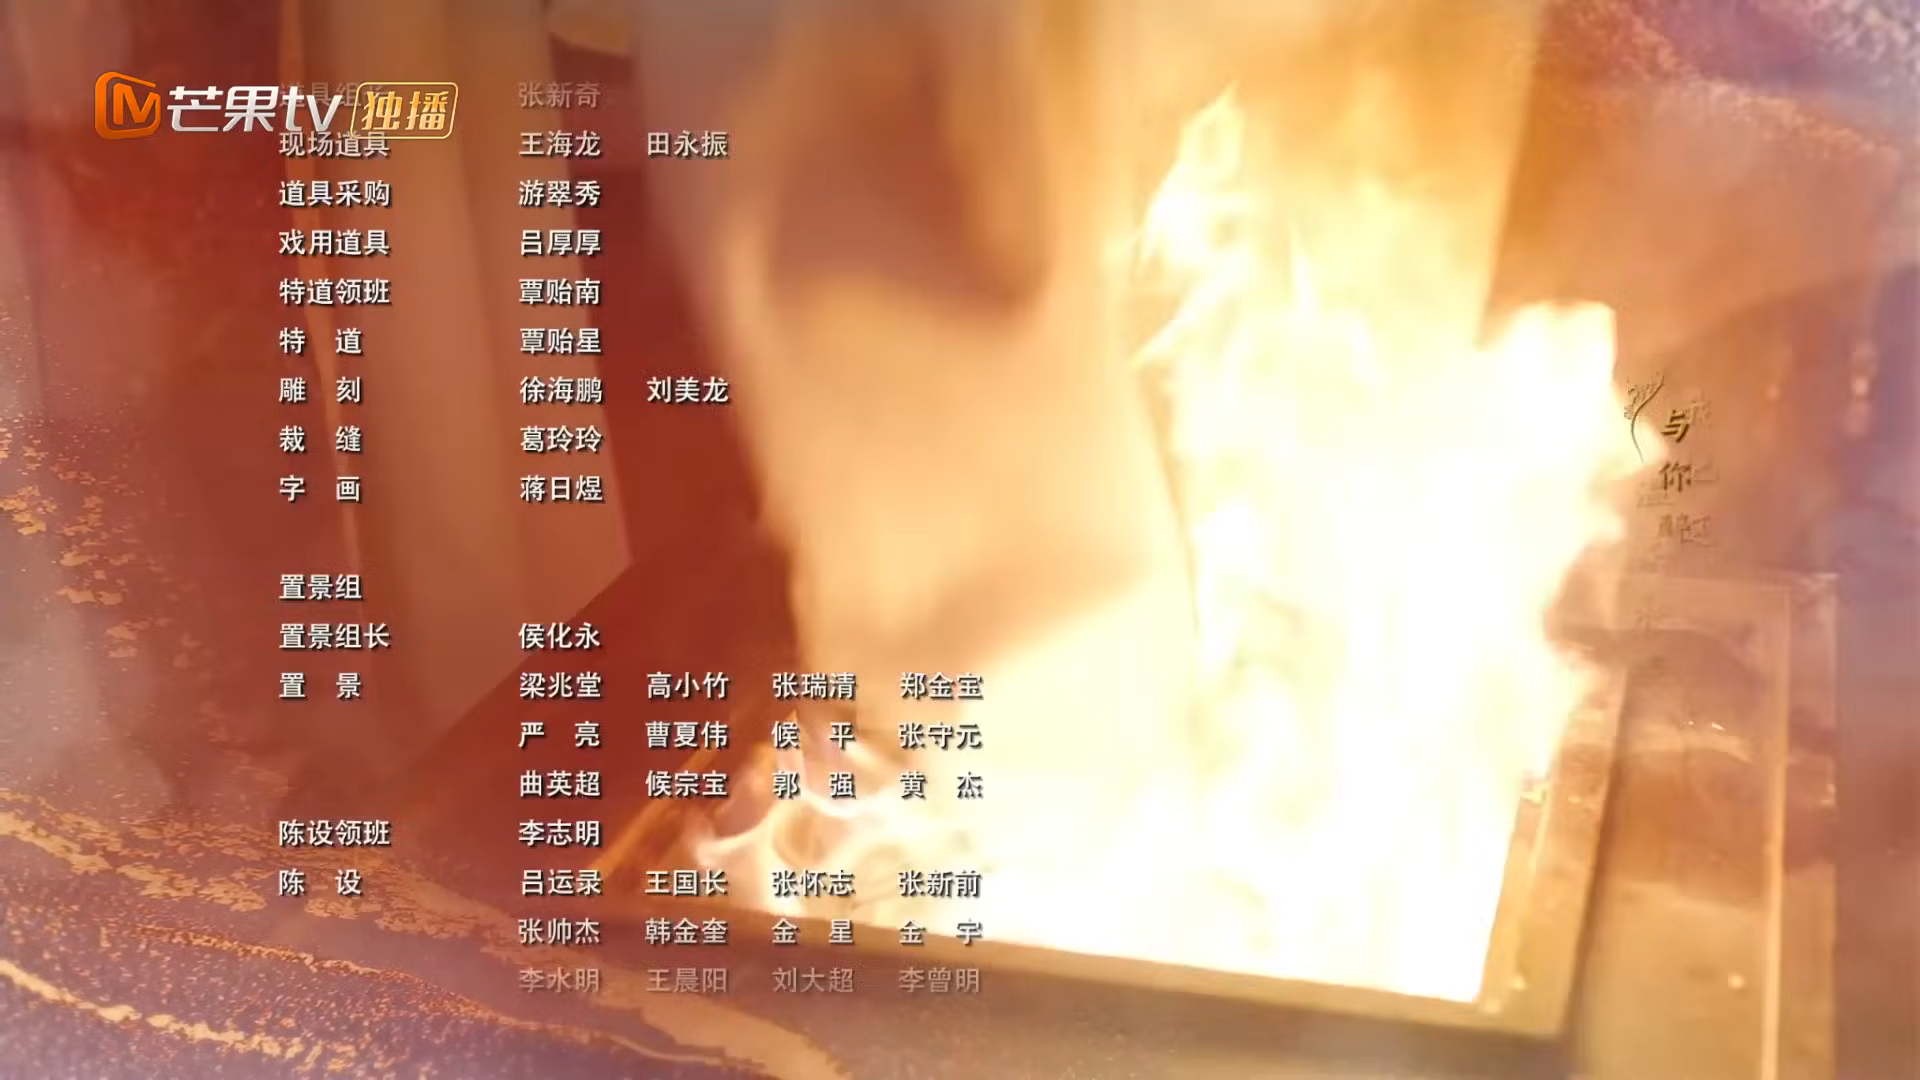 芒果tv 独播
道具组长 张新奇
现场道具 王海龙 田永振
道具采购 游翠秀
戏用道具 吕厚厚
特道领班 覃贻南
特 道 覃贻星
雕 刻 徐海鹏 刘美龙
裁 缝 葛玲玲
字 画 蒋日煜
置景组
置景组长 侯化永
置 景 梁兆堂 高小竹 张瑞清 郑金宝
严 亮 曹夏伟 候 平 张守元
曲英超 候宗宝 郭 强 黄 杰
陈设领班 李志明
陈 设 吕运录 王国长 张怀志 张新前
张帅杰 韩金奎 金 星 金 宇
李水明 王晨阳 刘大超 李曾明
与
你